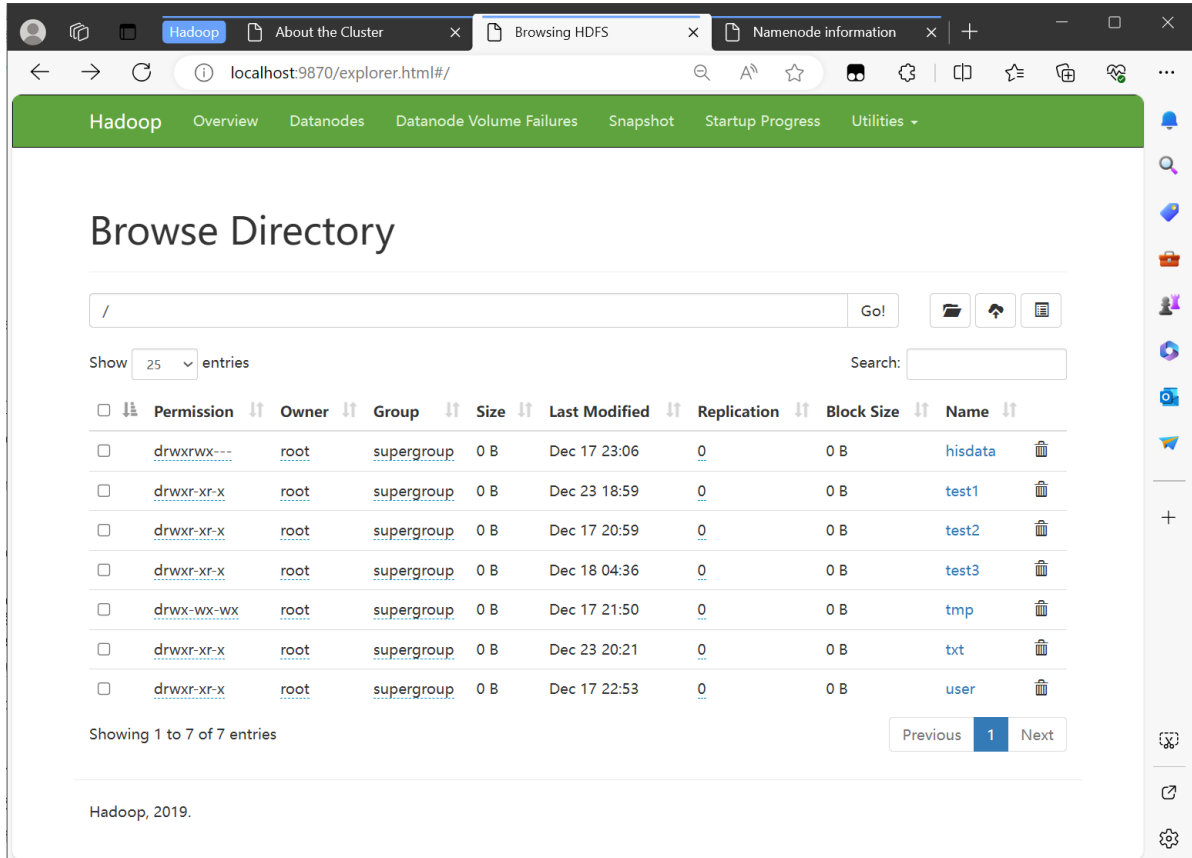 Hadoop About the Cluster Browsing HDFS Namenode information
localhost:9870/explorer.html#/
Hadoop Overview Datanodes Datanode Volume Failures Snapshot Startup Progress Utilities
Browse Directory
/ Go!
Show 25 entries Search:
Permission Owner Group Size Last Modified Replication Block Size Name
drwxrwx--- root supergroup 0 B Dec 17 23:06 0 0 B hisdata
drwxr-xr-x root supergroup 0 B Dec 23 18:59 0 0 B test1
drwxr-xr-x root supergroup 0 B Dec 17 20:59 0 0 B test2
drwxr-xr-x root supergroup 0 B Dec 18 04:36 0 0 B test3
drwx-wx-wx root supergroup 0 B Dec 17 21:50 0 0 B tmp
drwxr-xr-x root supergroup 0 B Dec 23 20:21 0 0 B txt
drwxr-xr-x root supergroup 0 B Dec 17 22:53 0 0 B user
Showing 1 to 7 of 7 entries Previous 1 Next
Hadoop, 2019.